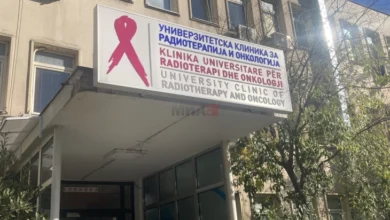 УНИВЕРЗИТЕТСКА КЛИНИКА ЗА
РАДИОТЕРАПИЈА И ОНКОЛОГИЈА
KLINIKA UNIVERSITARE PËR
RADIOTERAPI DHE ONKOLOGJI
UNIVERSITY CLINIC OF
RADIOTHERAPY AND ONCOLOGY